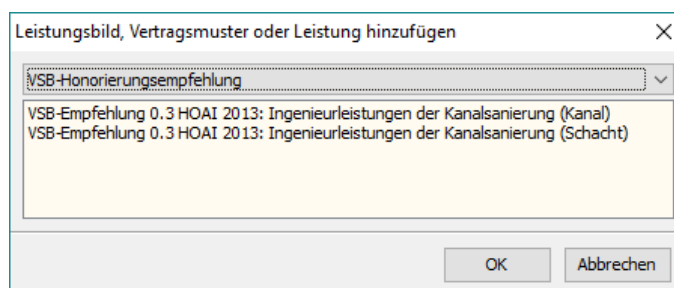 Leistungsbild, Vertragsmuster oder Leistung hinzufügen
VSB-Honorierungsempfehlung
VSB-Empfehlung 0.3 HOAI 2013: Ingenieurleistungen der Kanalsanierung (Kanal)
VSB-Empfehlung 0.3 HOAI 2013: Ingenieurleistungen der Kanalsanierung (Schacht)
OK Abbrechen